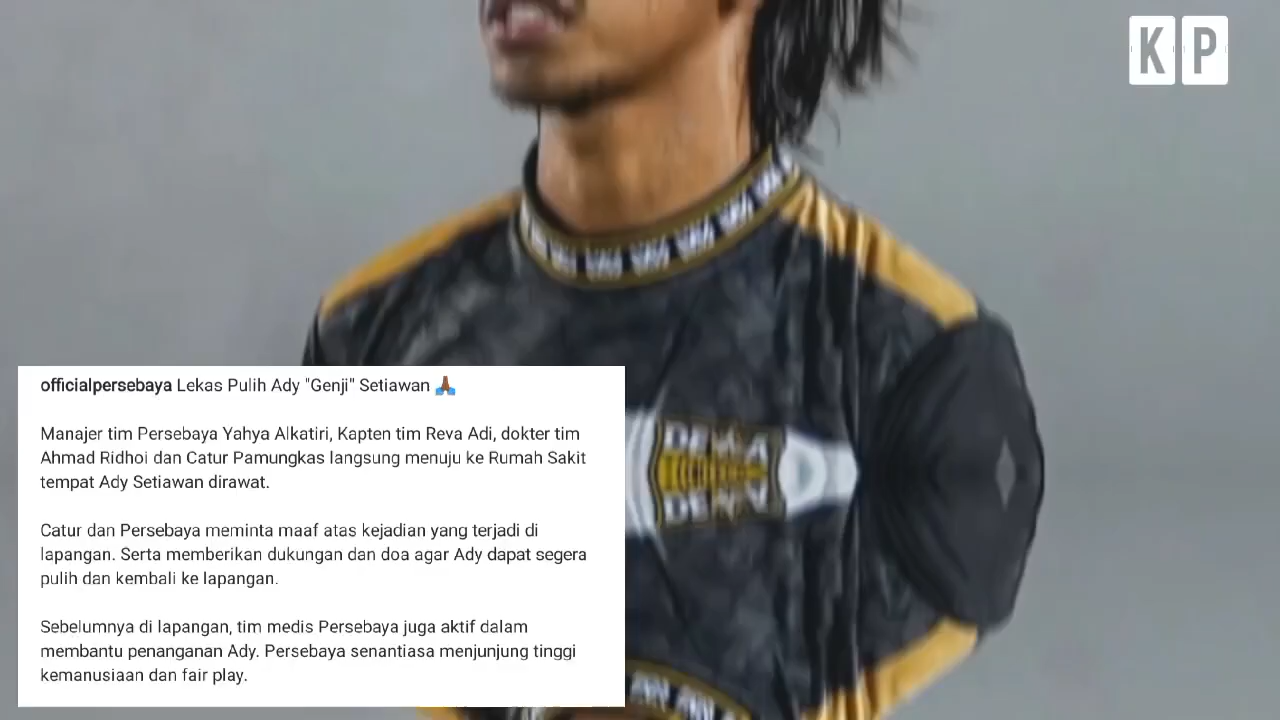 KP
officialpersebaya Lekas Pulih Ady "Genji" Setiawan 🙏
Manajer tim Persebaya Yahya Alkatiri, Kapten tim Reva Adi, dokter tim
Ahmad Ridhoi dan Catur Pamungkas langsung menuju ke Rumah Sakit
tempat Ady Setiawan dirawat.
Catur dan Persebaya meminta maaf atas kejadian yang terjadi di
lapangan. Serta memberikan dukungan dan doa agar Ady dapat segera
pulih dan kembali ke lapangan.
Sebelumnya di lapangan, tim medis Persebaya juga aktif dalam
membantu penanganan Ady. Persebaya senantiasa menjunjung tinggi
kemanusiaan dan fair play.